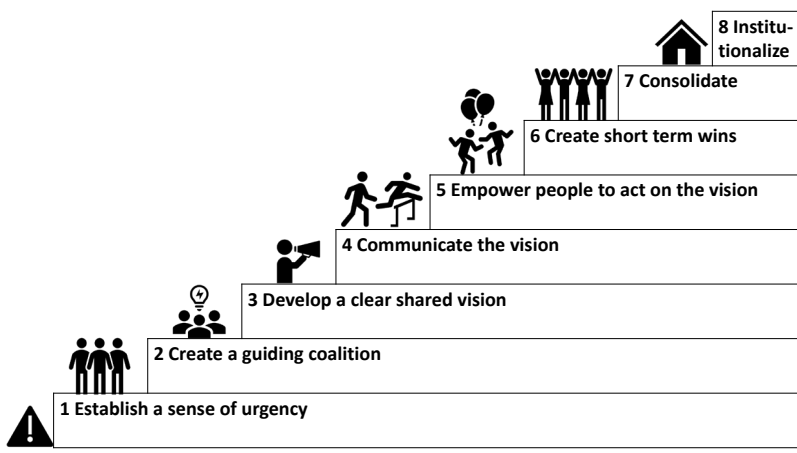 8 Institu-
tionalize
7 Consolidate
6 Create short term wins
5 Empower people to act on the vision
4 Communicate the vision
3 Develop a clear shared vision
2 Create a guiding coalition
1 Establish a sense of urgency